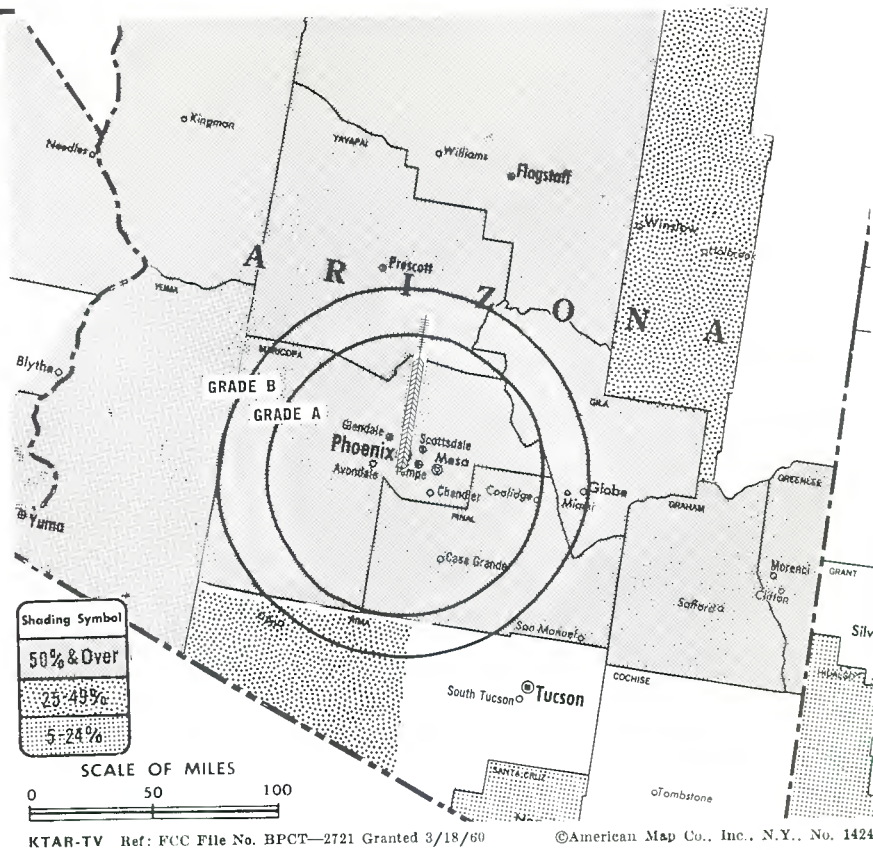 Kingman
YAVAPAI
Williams
Needles
Flagstaff
Winslow
Holbrook
ARIZONA
Prescott
YUMA
MARICOPA
Blythe
GRADE B
GRADE A
GILA
Glendale
Scottsdale
Phoenix
Mesa
Avondale
Chandler
Coolidge
Miami
Globe
PINAL
GRAHAM
GREENLEE
Yuma
Casa Grande
Morenci
GRANT
Clifton
Safford
San Manuel
Silv
HIDALGO
COCHISE
South Tucson
Tucson
SANTA CRUZ
Tombstone
Shading Symbol
50% & Over
25-49%
5-24%
SCALE OF MILES
0 50 100
KTAR-TV Ref: FCC File No. BPCT—2721 Granted 3/18/60 ©American Map Co., Inc., N.Y., No. 1424